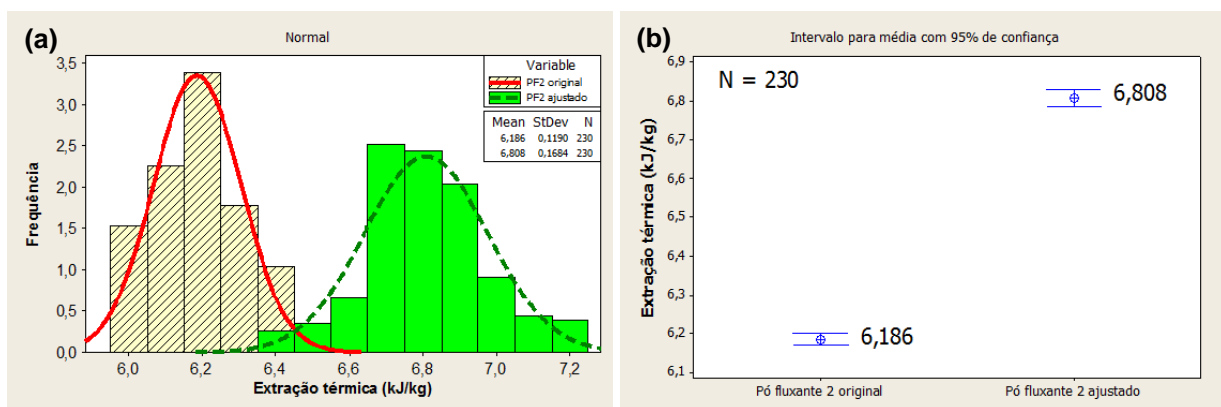 (a)
Normal
Frequência
3,5
3,0
2,5
2,0
1,5
1,0
0,5
0,0
6,0 6,2 6,4 6,6 6,8 7,0 7,2
Extração térmica (kJ/kg)
Variable
PF2 original
PF2 ajustado
Mean StDev N
6,186 0,1190 230
6,808 0,1684 230
(b)
Intervalo para média com 95% de confiança
Extração térmica (kJ/kg)
6,9
6,8
6,7
6,6
6,5
6,4
6,3
6,2
6,1
N = 230
6,808
6,186
Pó fluxante 2 original Pó fluxante 2 ajustado